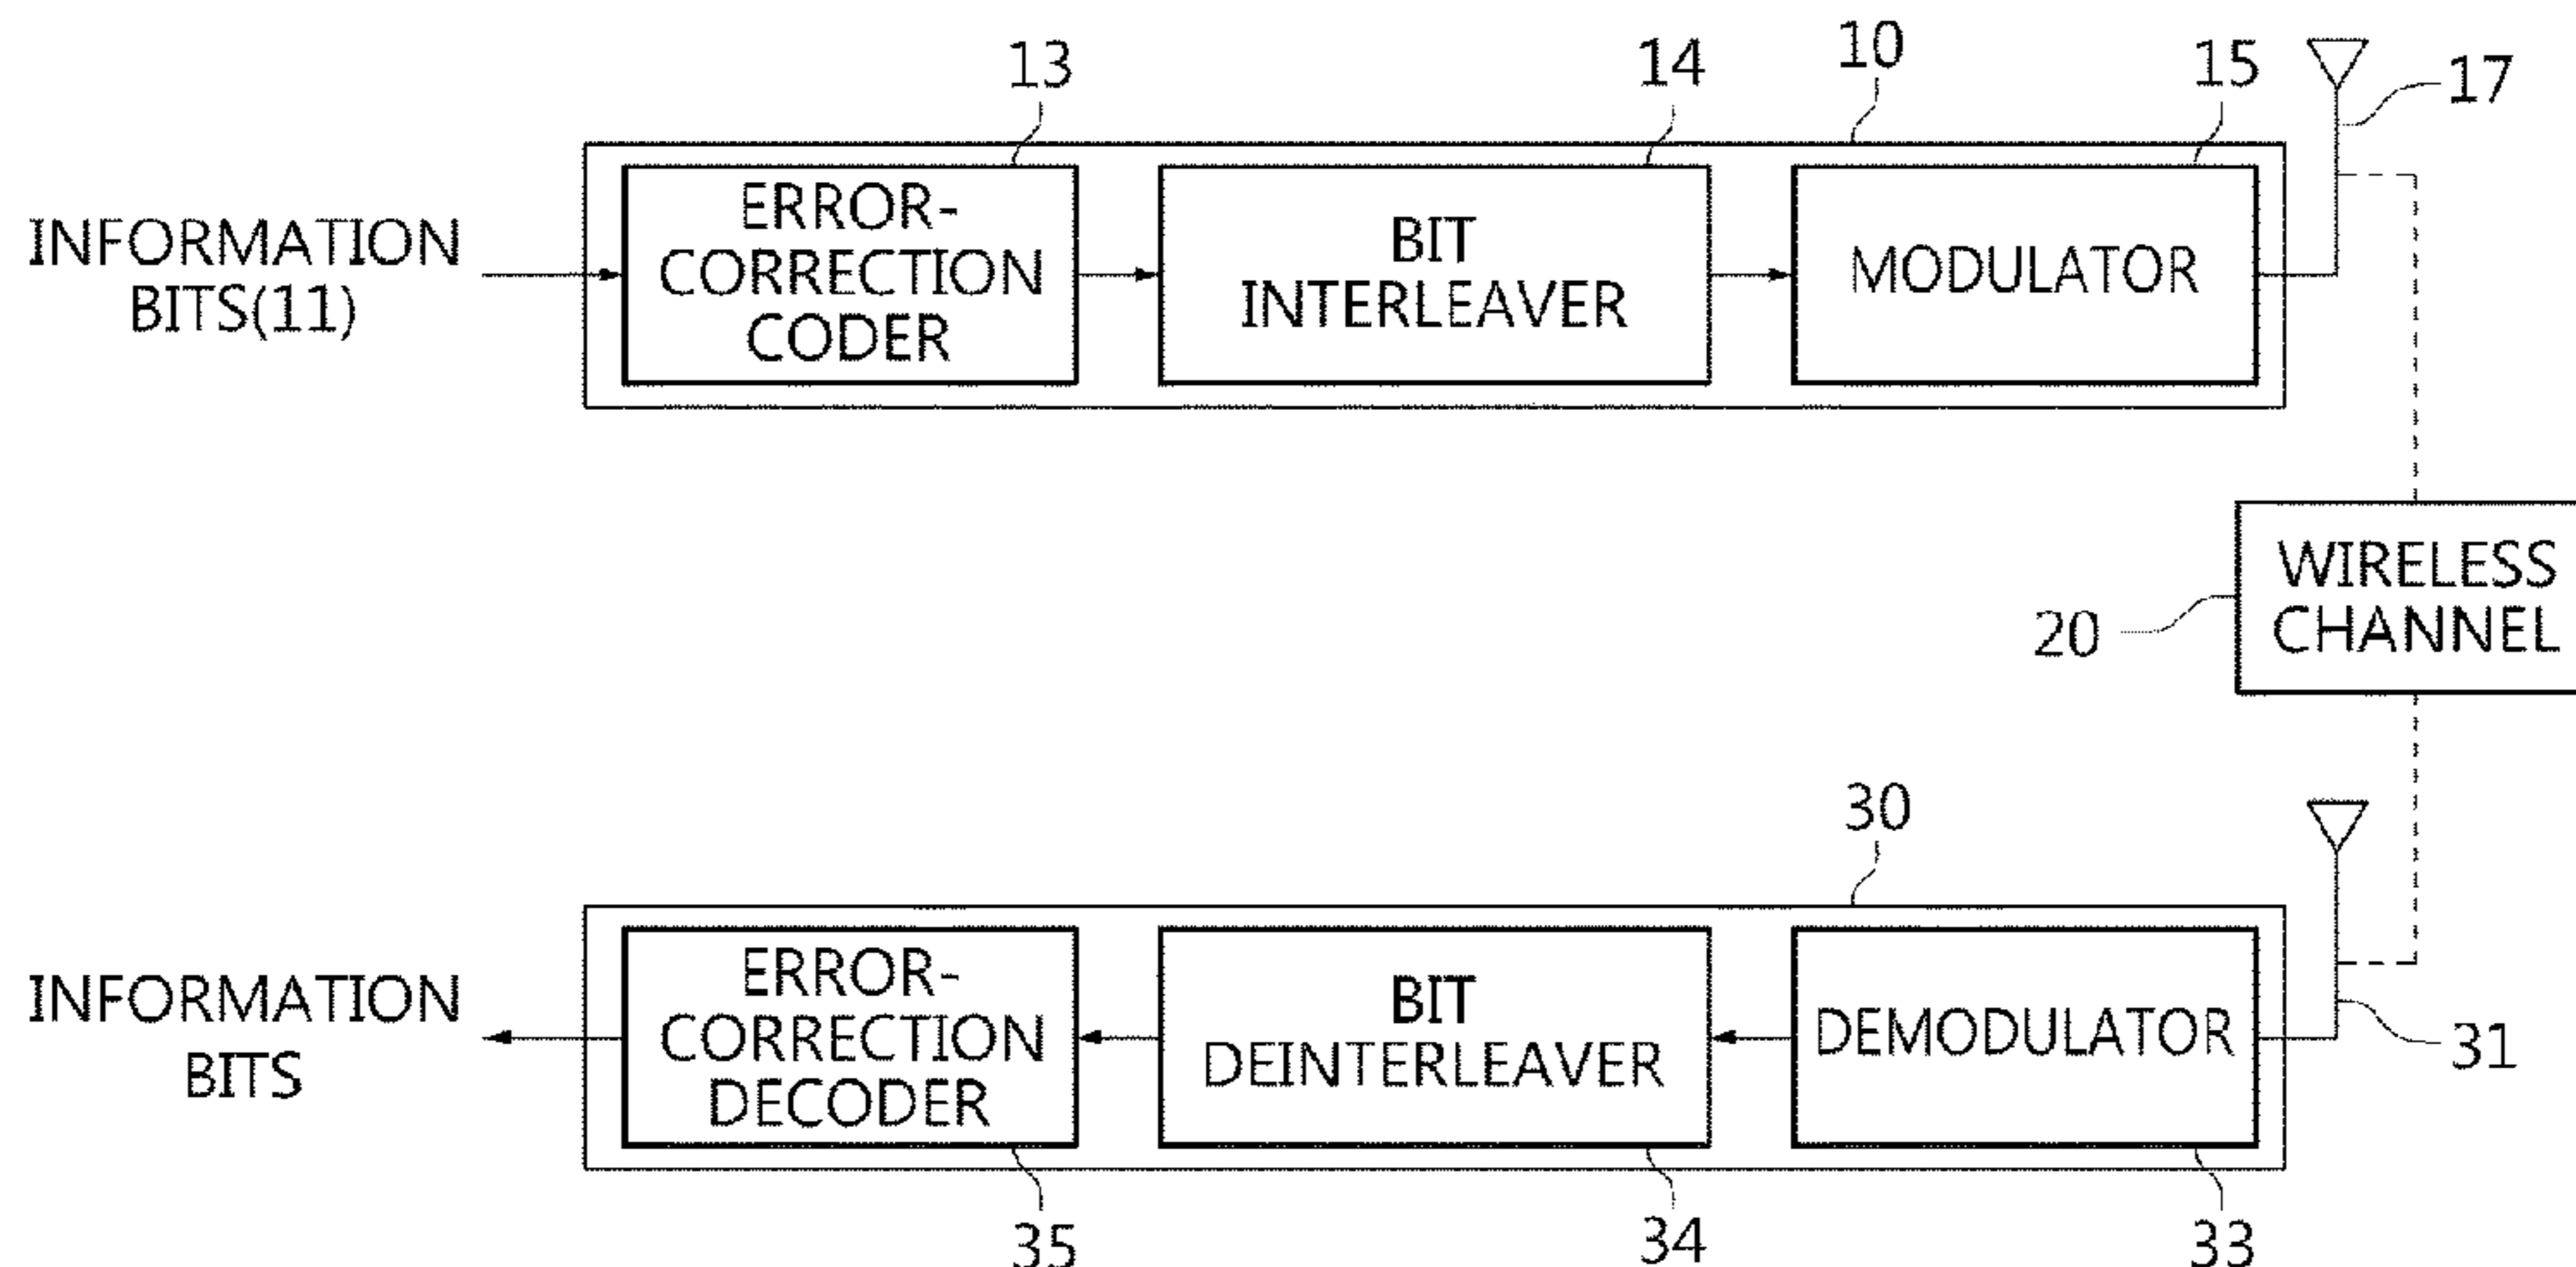 13
14
10
15
17
INFORMATION
BITS(11)
ERROR-
CORRECTION
CODER
BIT
INTERLEAVER
MODULATOR
WIRELESS
CHANNEL
20
30
INFORMATION
BITS
ERROR-
CORRECTION
DECODER
BIT
DEINTERLEAVER
DEMODULATOR
31
35
34
33